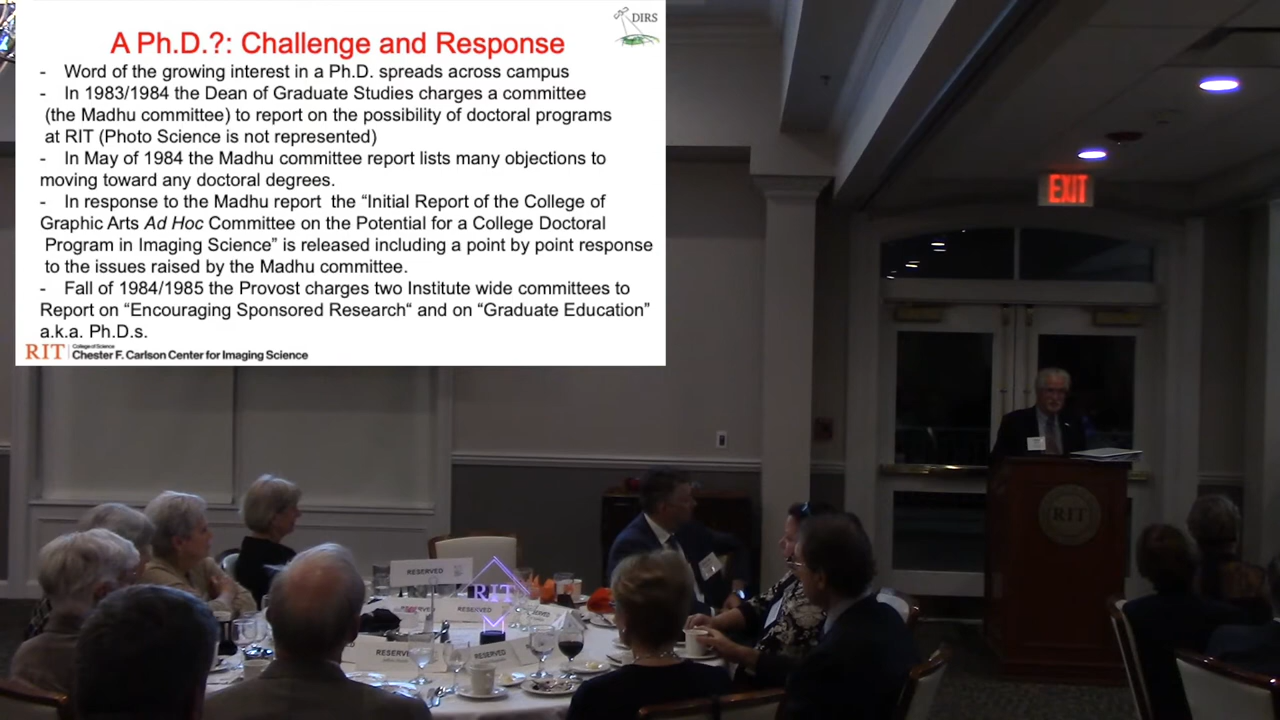 DIRS
A Ph.D.?: Challenge and Response
- Word of the growing interest in a Ph.D. spreads across campus
- In 1983/1984 the Dean of Graduate Studies charges a committee
(the Madhu committee) to report on the possibility of doctoral programs
at RIT (Photo Science is not represented)
- In May of 1984 the Madhu committee report lists many objections to
moving toward any doctoral degrees.
- In response to the Madhu report the “Initial Report of the College of
Graphic Arts Ad Hoc Committee on the Potential for a College Doctoral
Program in Imaging Science” is released including a point by point response
to the issues raised by the Madhu committee.
- Fall of 1984/1985 the Provost charges two Institute wide committees to
Report on “Encouraging Sponsored Research“ and on “Graduate Education”
a.k.a. Ph.D.s.
RIT
College of Science
Chester F. Carlson Center for Imaging Science
EXIT
RIT
RESERVED
RIT
RESERVED
RESERVED
RESERVED